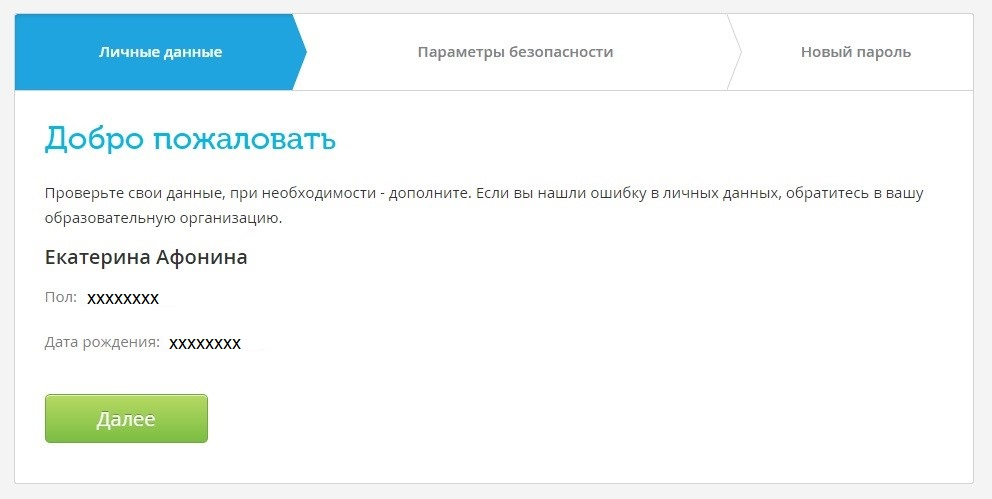 Личные данные
Параметры безопасности
Новый пароль
Добро пожаловать
Проверьте свои данные, при необходимости - дополните. Если вы нашли ошибку в личных данных, обратитесь в вашу
образовательную организацию.
Екатерина Афонина
Пол: xxxxxxxx
Дата рождения: xxxxxxxx
Далее